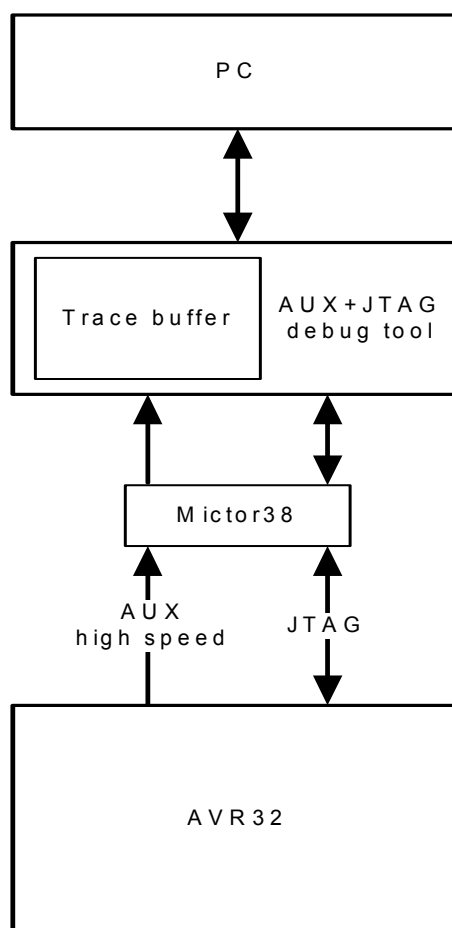 PC
Trace buffer
AUX+JTAG
debug tool
Mictor38
AUX
high speed
JTAG
AVR32